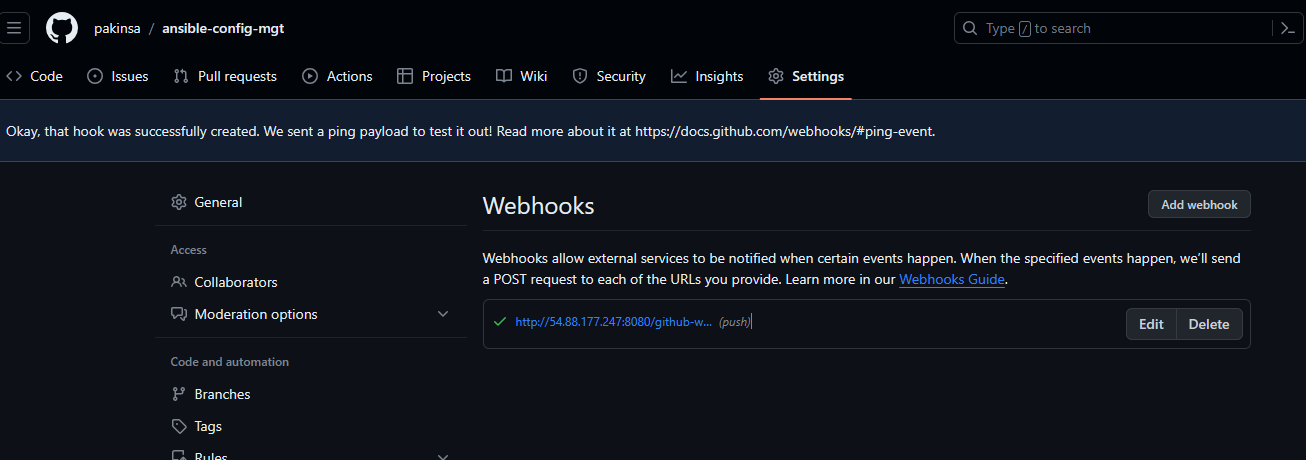 pakinsa / ansible-config-mgt
Type / to search
Code Issues Pull requests Actions Projects Wiki Security Insights Settings
Okay, that hook was successfully created. We sent a ping payload to test it out! Read more about it at https://docs.github.com/webhooks/#ping-event.
General
Access
Collaborators
Moderation options
Code and automation
Branches
Tags
Rules
Webhooks
Add webhook
Webhooks allow external services to be notified when certain events happen. When the specified events happen, we'll send
a POST request to each of the URLs you provide. Learn more in our Webhooks Guide.
http://54.88.177.247:8080/github-w... (push)
Edit Delete